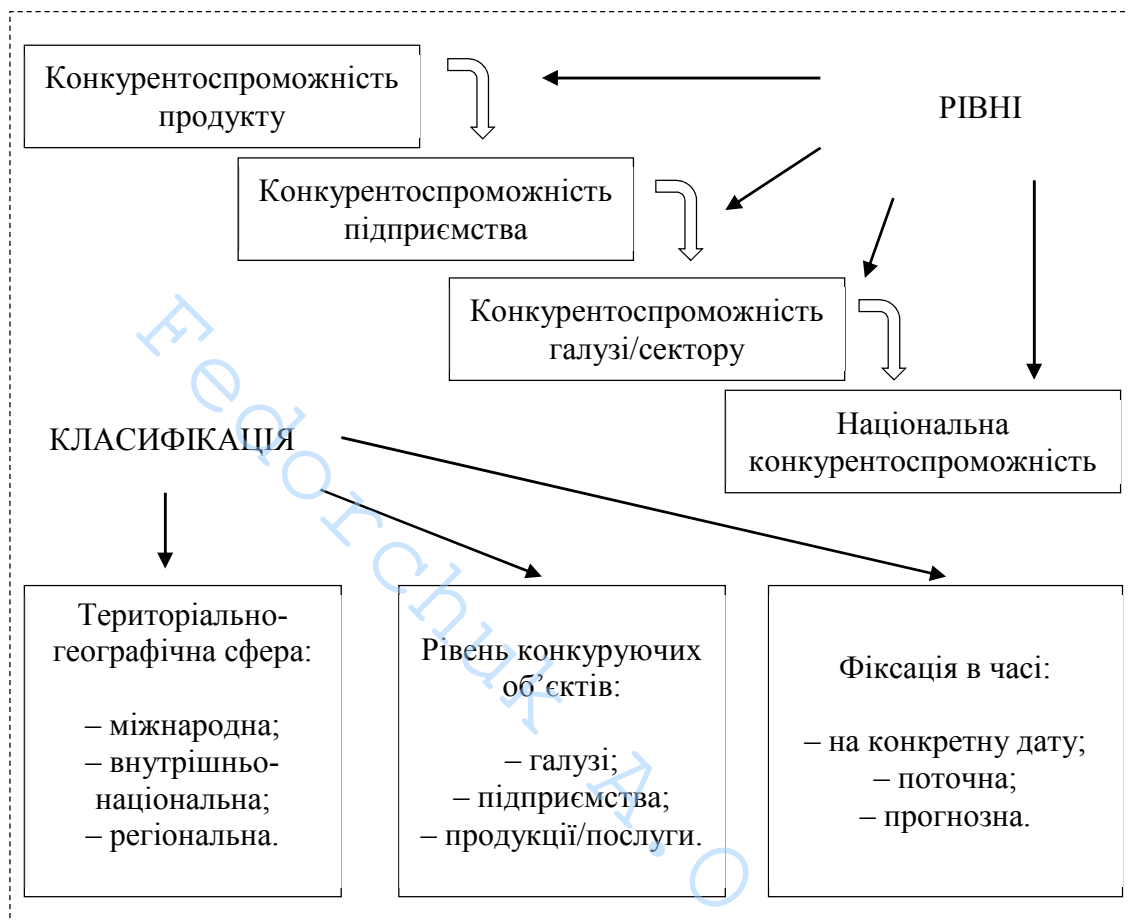 Конкурентоспроможність
продукту
РІВНІ
Конкурентоспроможність
підприємства
Конкурентоспроможність
галузі/сектору
Національна
конкурентоспроможність
КЛАСИФІКАЦІЯ
Територіально-
географічна сфера:
– міжнародна;
– внутрішньо-
національна;
– регіональна.
Рівень конкуруючих
об’єктів:
– галузі;
– підприємства;
– продукції/послуги.
Фіксація в часі:
– на конкретну дату;
– поточна;
– прогнозна.
Fedorchuk A.O